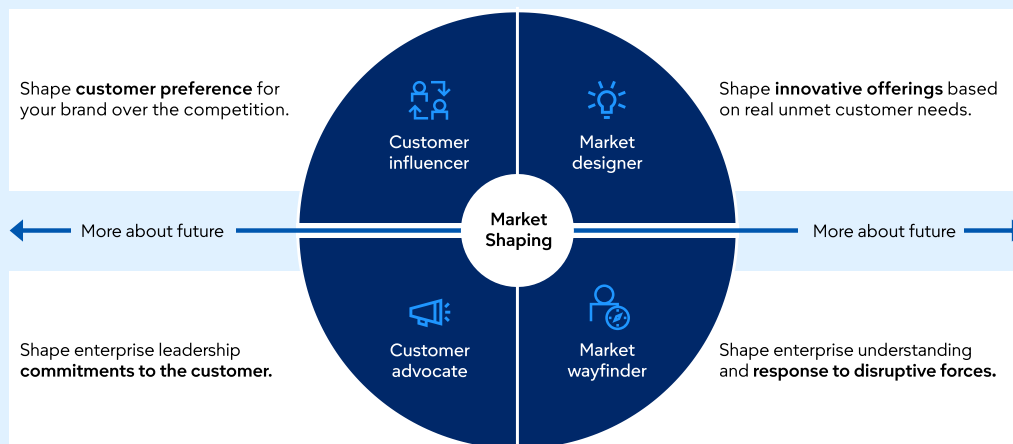 Shape customer preference for
your brand over the competition.
Customer
influencer
Market
designer
Shape innovative offerings based
on real unmet customer needs.
More about future
Market
Shaping
More about future
Shape enterprise leadership
commitments to the customer.
Customer
advocate
Market
wayfinder
Shape enterprise understanding
and response to disruptive forces.